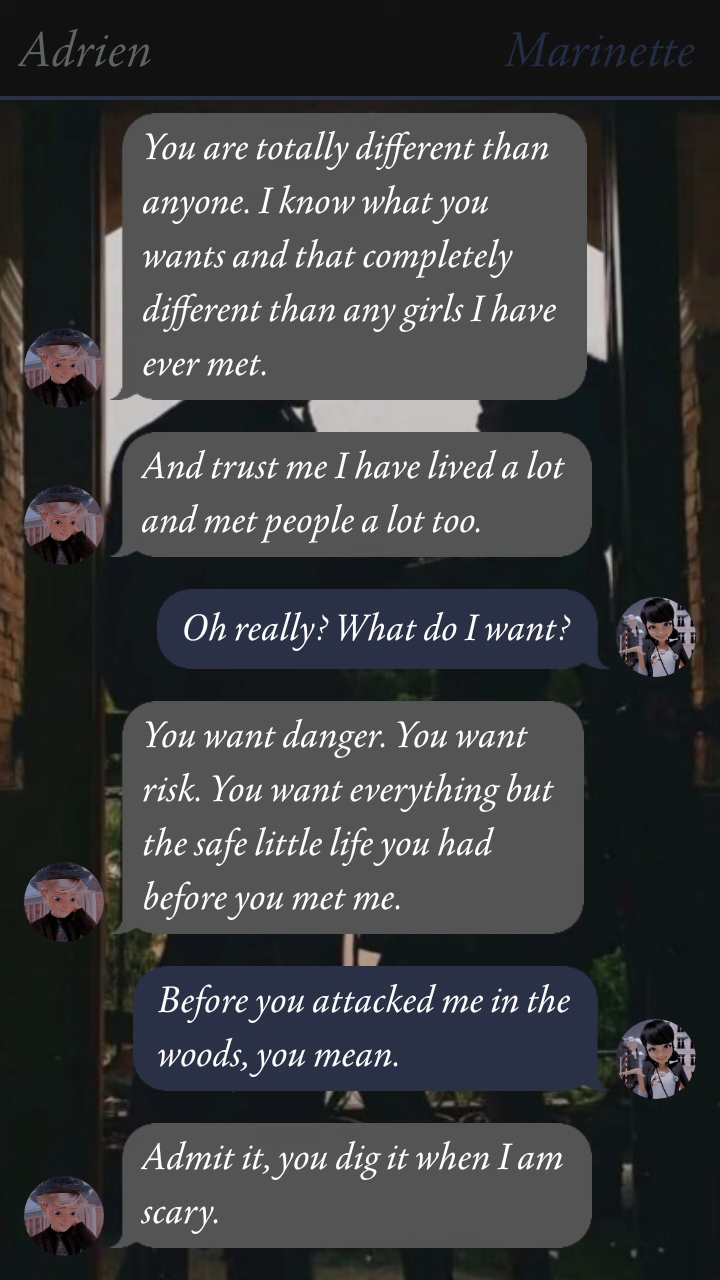 Adrien
Marinette
You are totally different than
anyone. I know what you
wants and that completely
different than any girls I have
ever met.
And trust me I have lived a lot
and met people a lot too.
Oh really? What do I want?
You want danger. You want
risk. You want everything but
the safe little life you had
before you met me.
Before you attacked me in the
woods, you mean.
Admit it, you dig it when I am
scary.